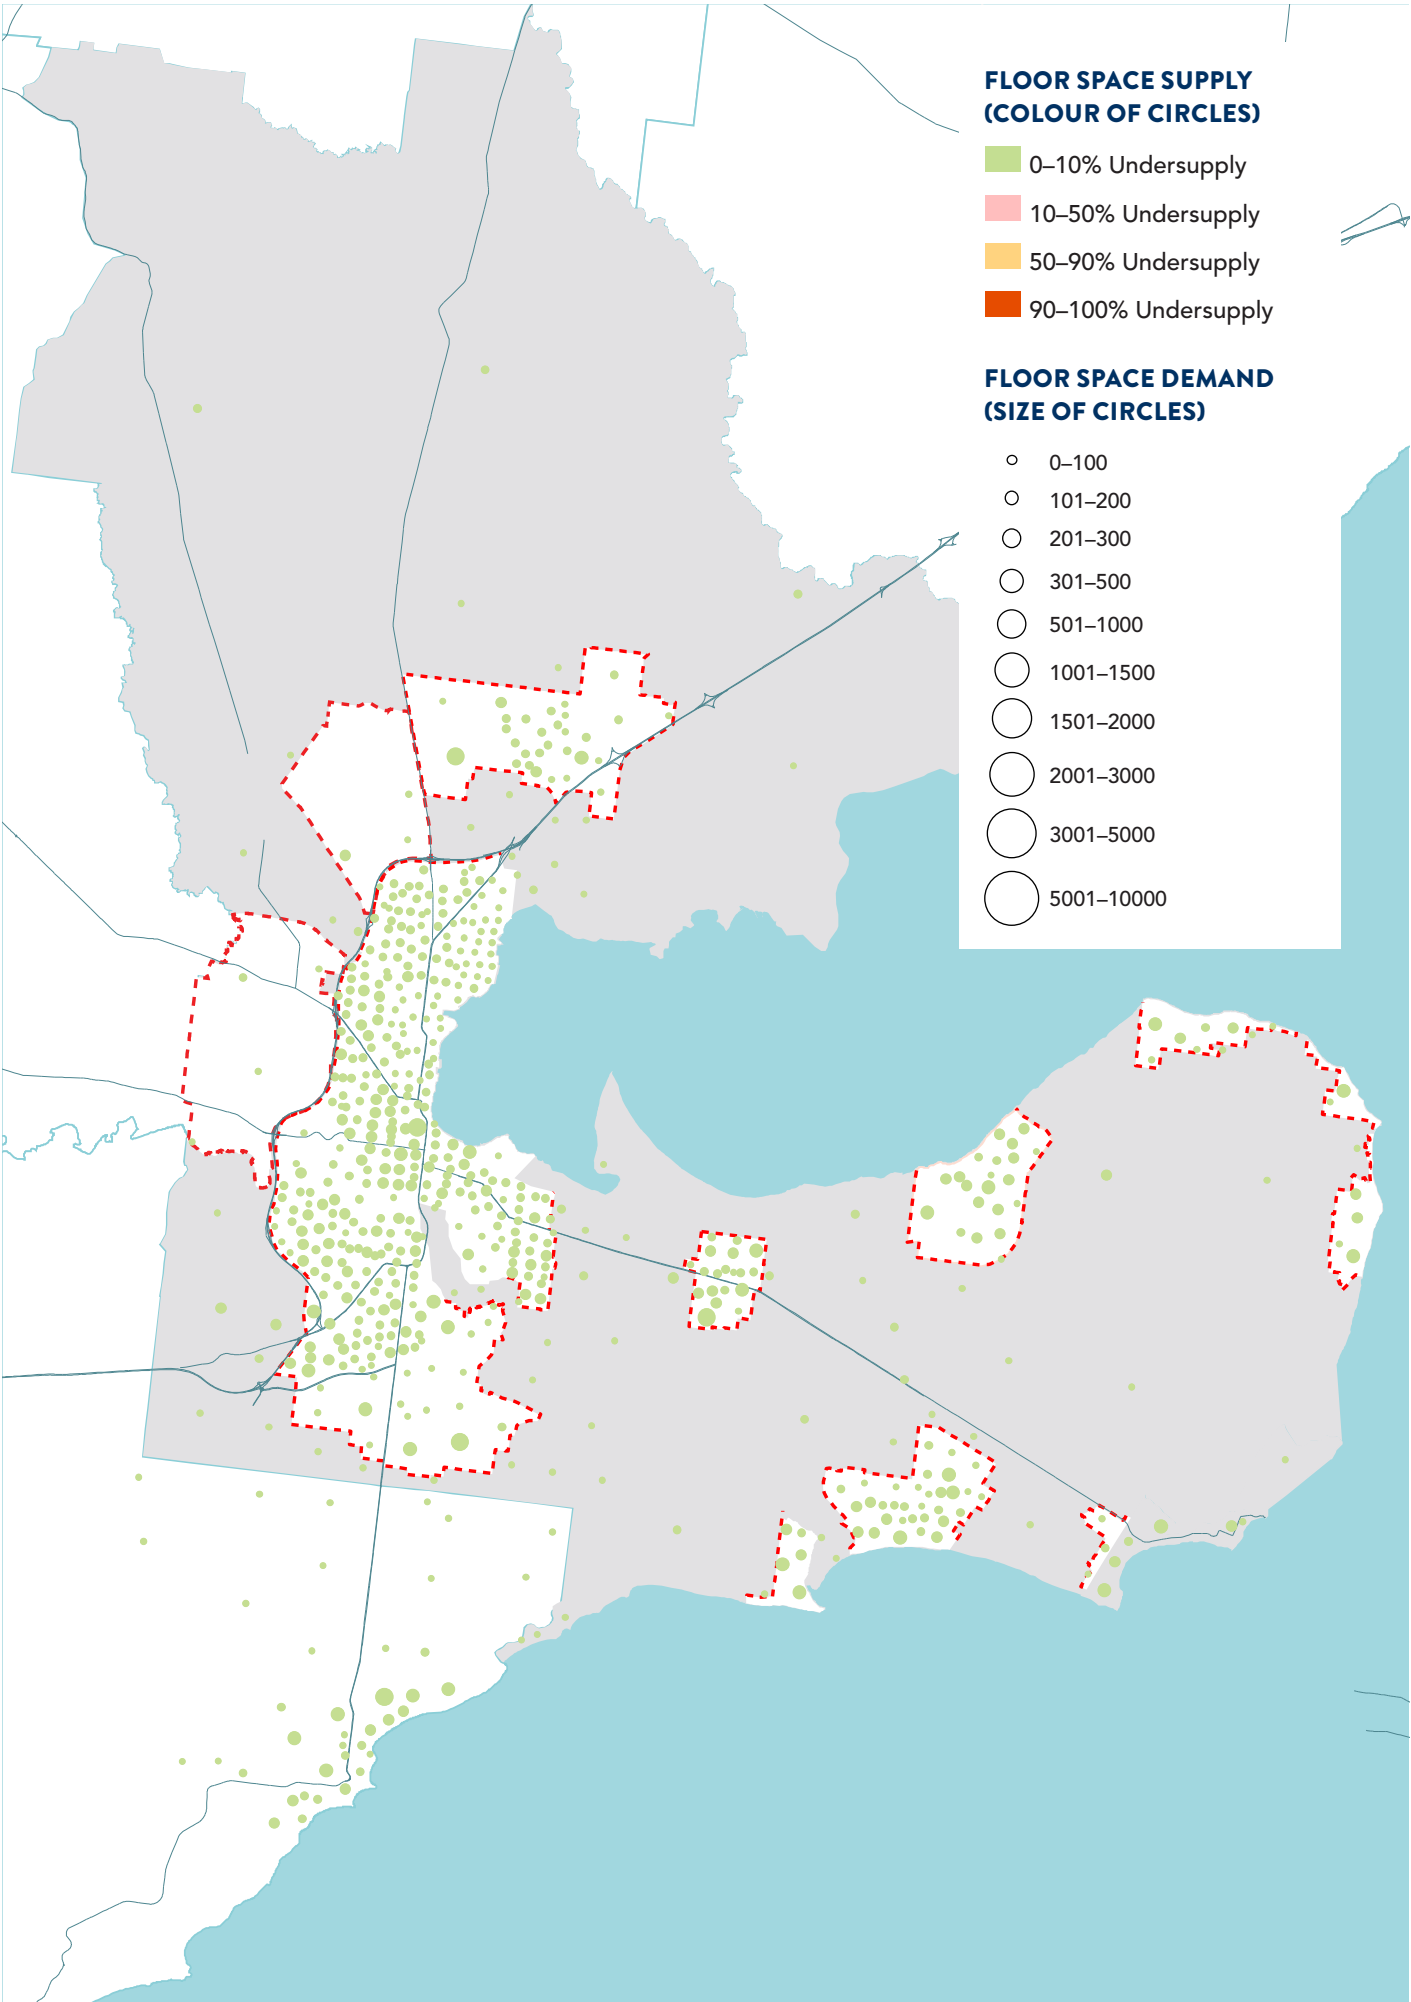 FLOOR SPACE SUPPLY
(COLOUR OF CIRCLES)
0–10% Undersupply
10–50% Undersupply
50–90% Undersupply
90–100% Undersupply
FLOOR SPACE DEMAND
(SIZE OF CIRCLES)
0–100
101–200
201–300
301–500
501–1000
1001–1500
1501–2000
2001–3000
3001–5000
5001–10000